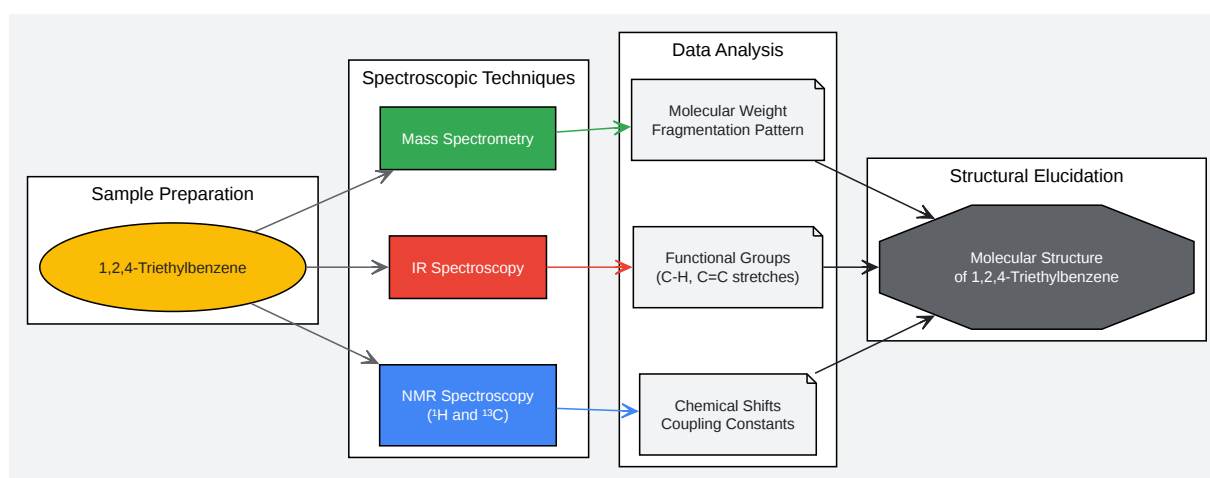 Sample Preparation
1,2,4-Triethylbenzene
Spectroscopic Techniques
Mass Spectrometry
IR Spectroscopy
NMR Spectroscopy
(¹H and ¹³C)
Data Analysis
Molecular Weight
Fragmentation Pattern
Functional Groups
(C-H, C=C stretches)
Chemical Shifts
Coupling Constants
Structural Elucidation
Molecular Structure
of 1,2,4-Triethylbenzene